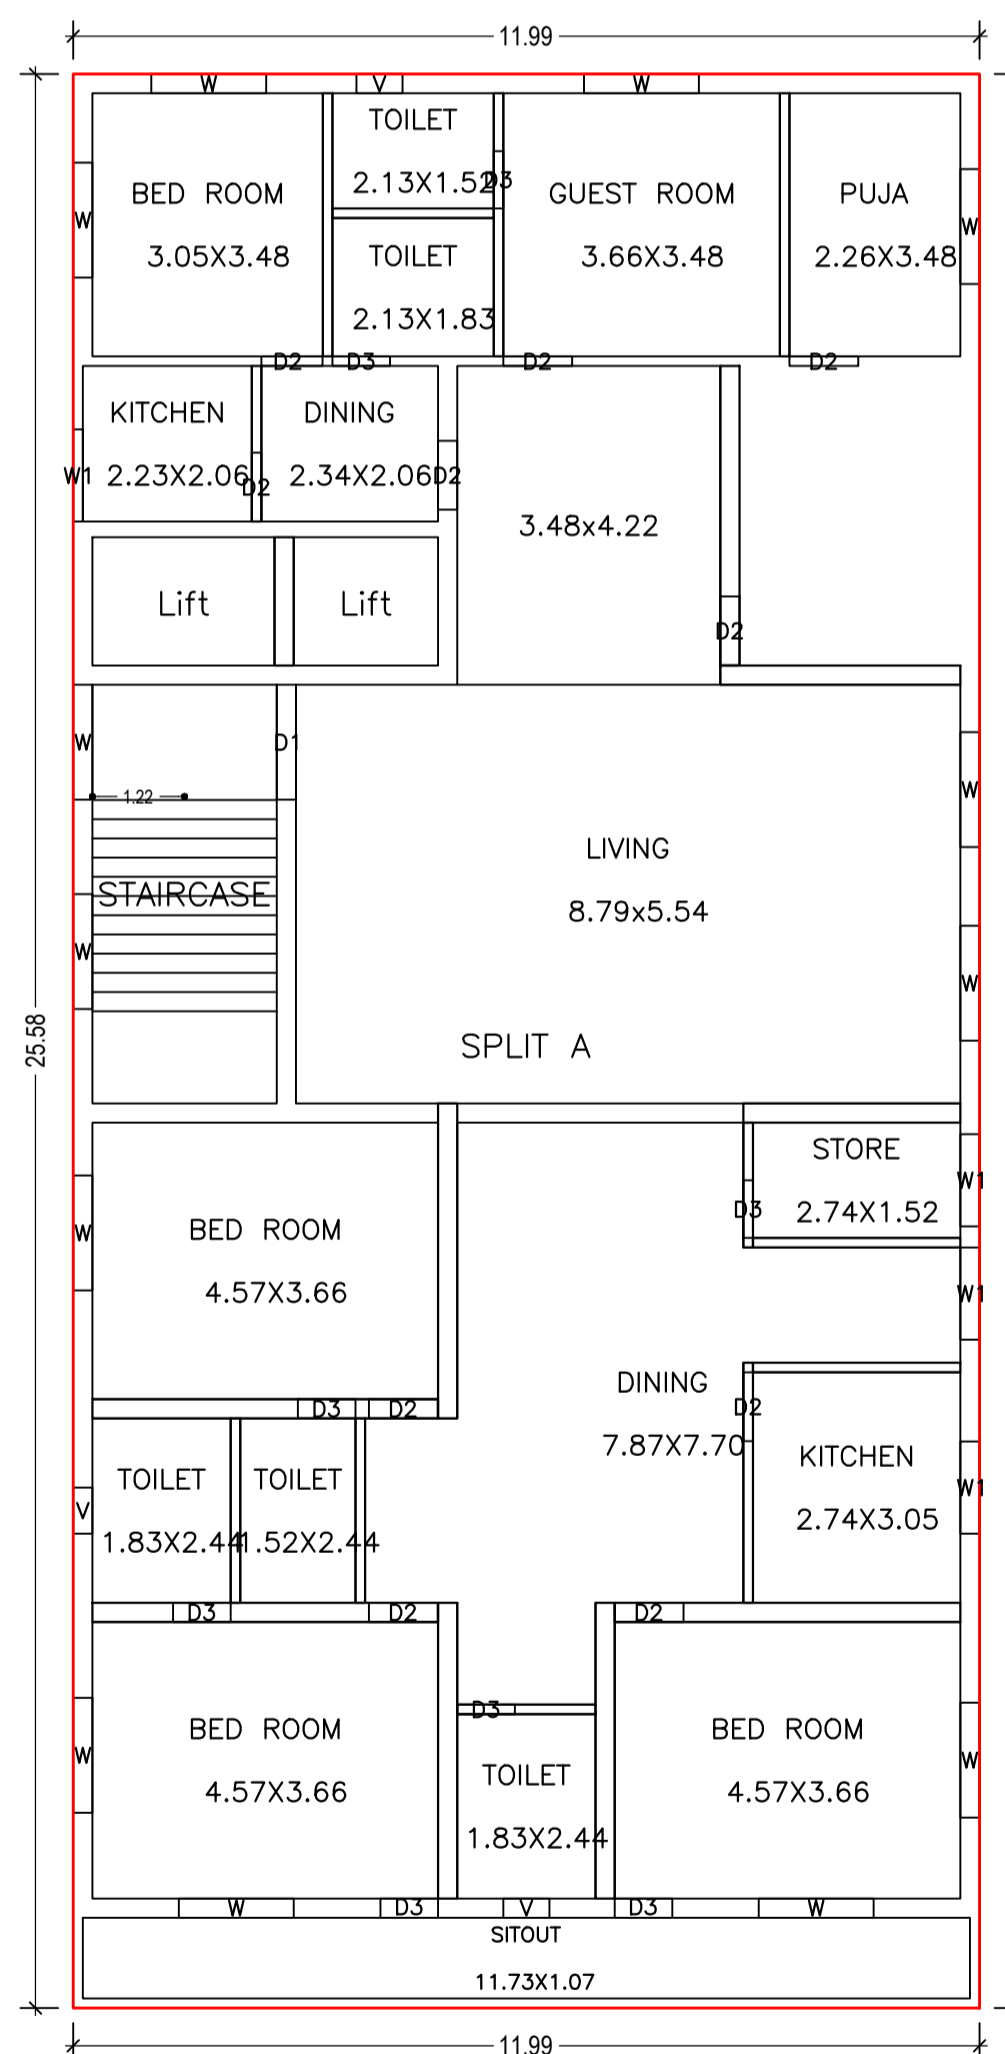 11.99
W V W
TOILET
2.13X1.52
D3
BED ROOM
3.05X3.48
GUEST ROOM
3.66X3.48
PUJA
2.26X3.48
W
W
TOILET
2.13X1.83
D2 D3 D2 D2
KITCHEN
2.23X2.06
W1
D2
DINING
2.34X2.06
D2
3.48x4.22
Lift
Lift
D2
W
D1
1.22
W
LIVING
8.79x5.54
STAIRCASE
W
W
25.58
SPLIT A
STORE
2.74X1.52
W1
D3
BED ROOM
4.57X3.66
W
W1
DINING
7.87X7.70
D3 D2
D2
KITCHEN
2.74X3.05
W1
TOILET
1.83X2.44
TOILET
1.52X2.44
V
D3 D2 D2
D3
BED ROOM
4.57X3.66
W
TOILET
1.83X2.44
BED ROOM
4.57X3.66
W
W D3 V D3 W
SITOUT
11.73X1.07
11.99